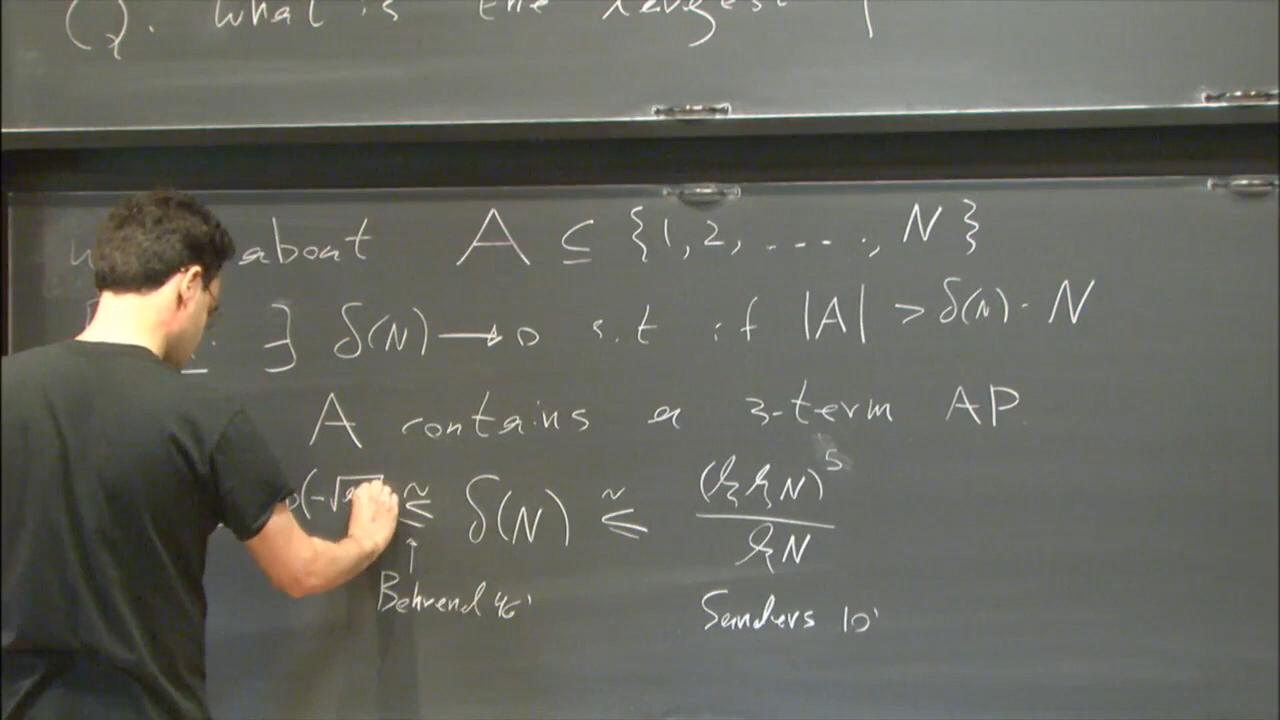 Q. What is the largest
about A ⊆ {1, 2, ...., N}
∃ δ(N) → 0 s.t if |A| > δ(N) · N
A contains a 3-term AP.
(-√ ≲ δ(N) ≲ (log log N)^5 / log N
↑
Behrend 46' Sanders 10'